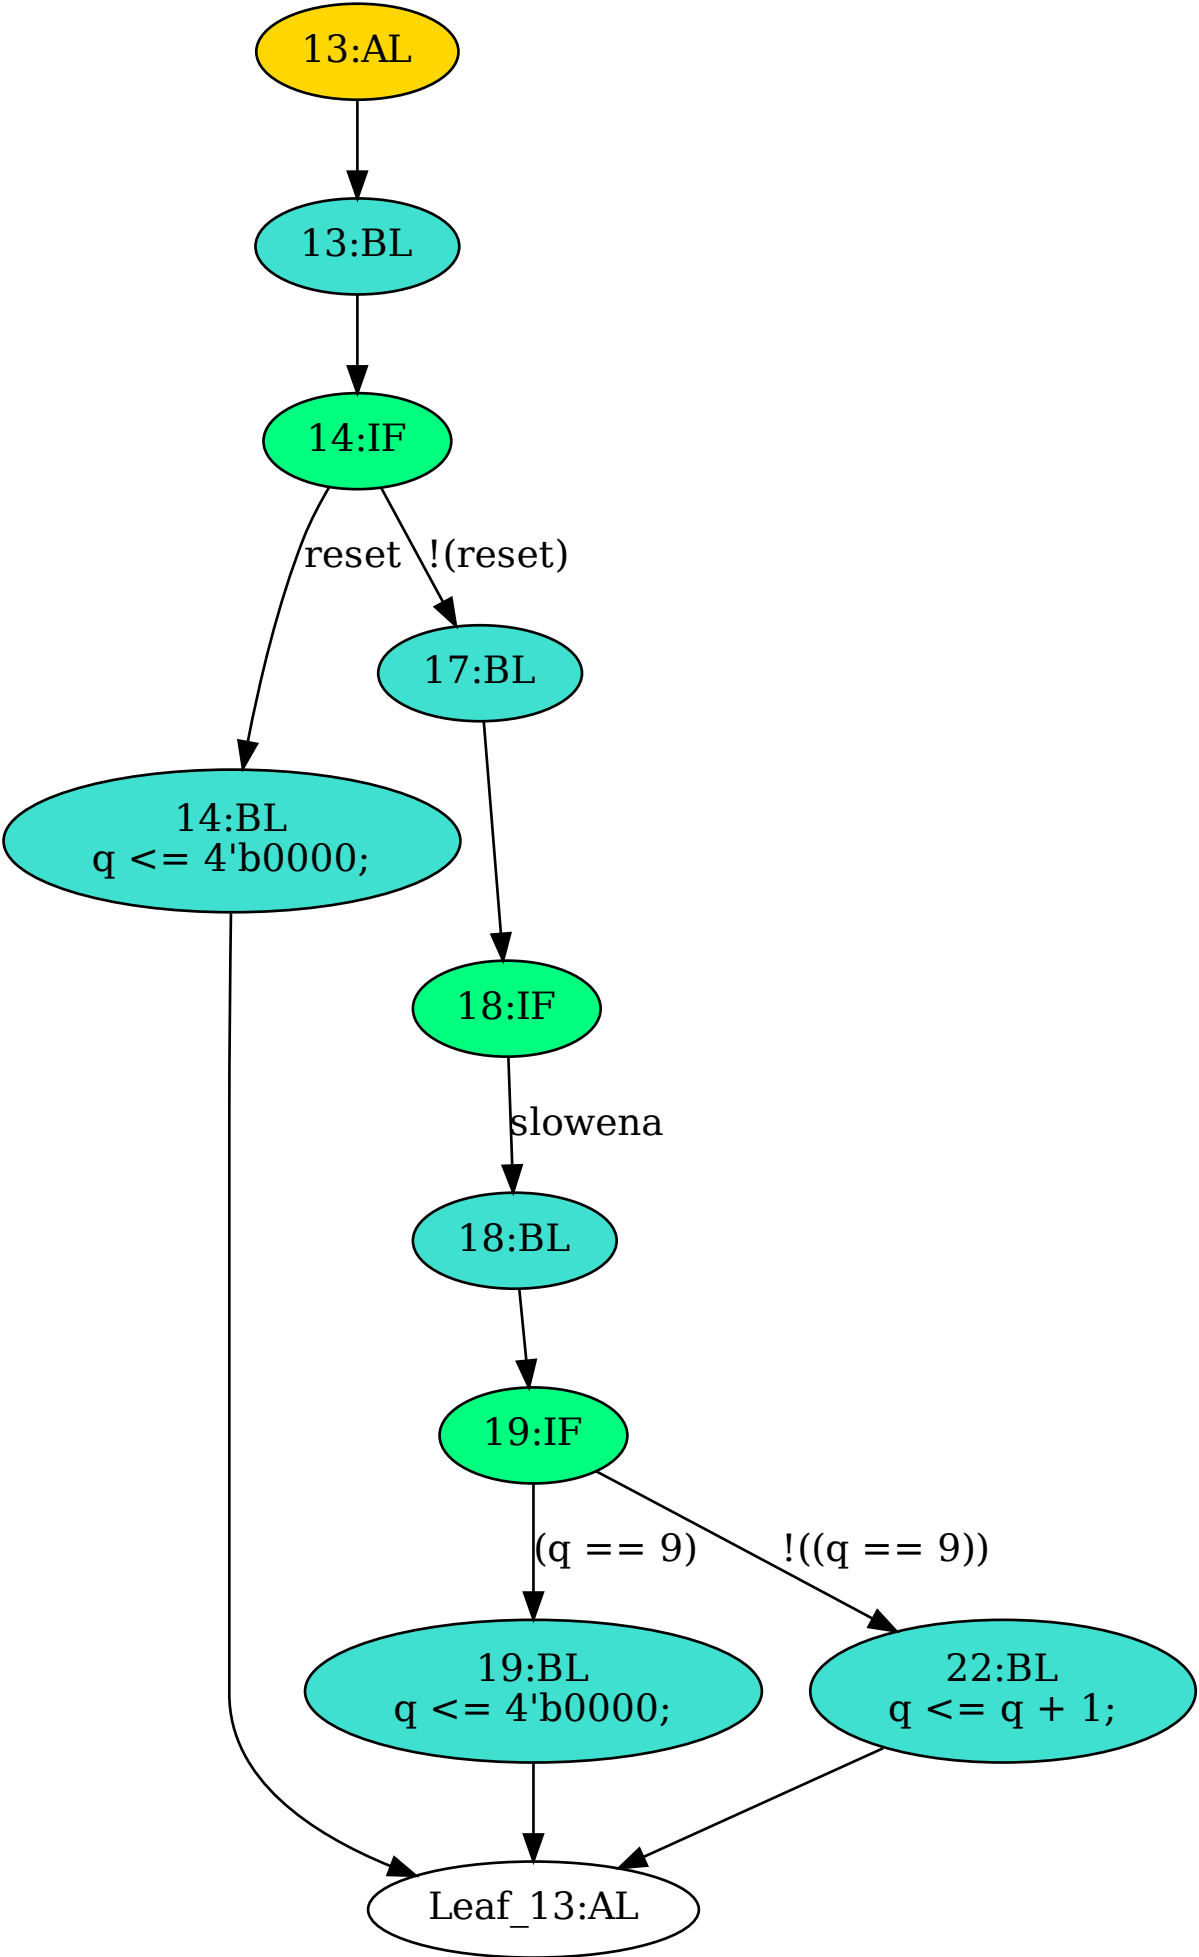 13:AL
13:BL
14:IF
reset
!(reset)
17:BL
14:BL
q <= 4'b0000;
18:IF
slowena
18:BL
19:IF
(q == 9)
!((q == 9))
19:BL
q <= 4'b0000;
22:BL
q <= q + 1;
Leaf_13:AL